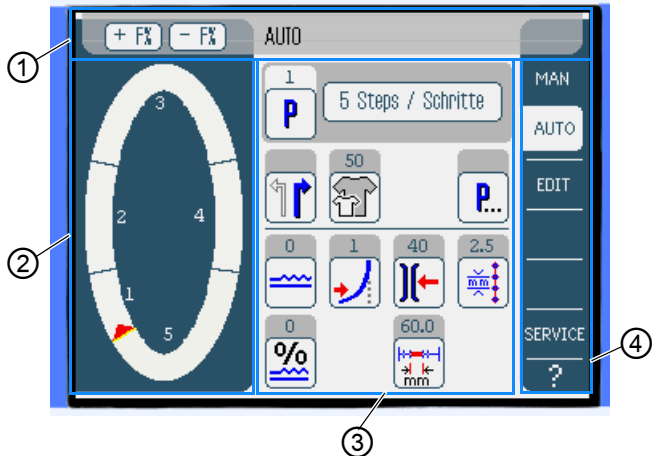 + F% - F% AUTO
1
P
5 Steps / Schritte
50
P...
0 1 40 2.5
mm
0 60.0
%
mm
3
2 4
1
5
MAN
AUTO
EDIT
SERVICE
?
1
2
3
4